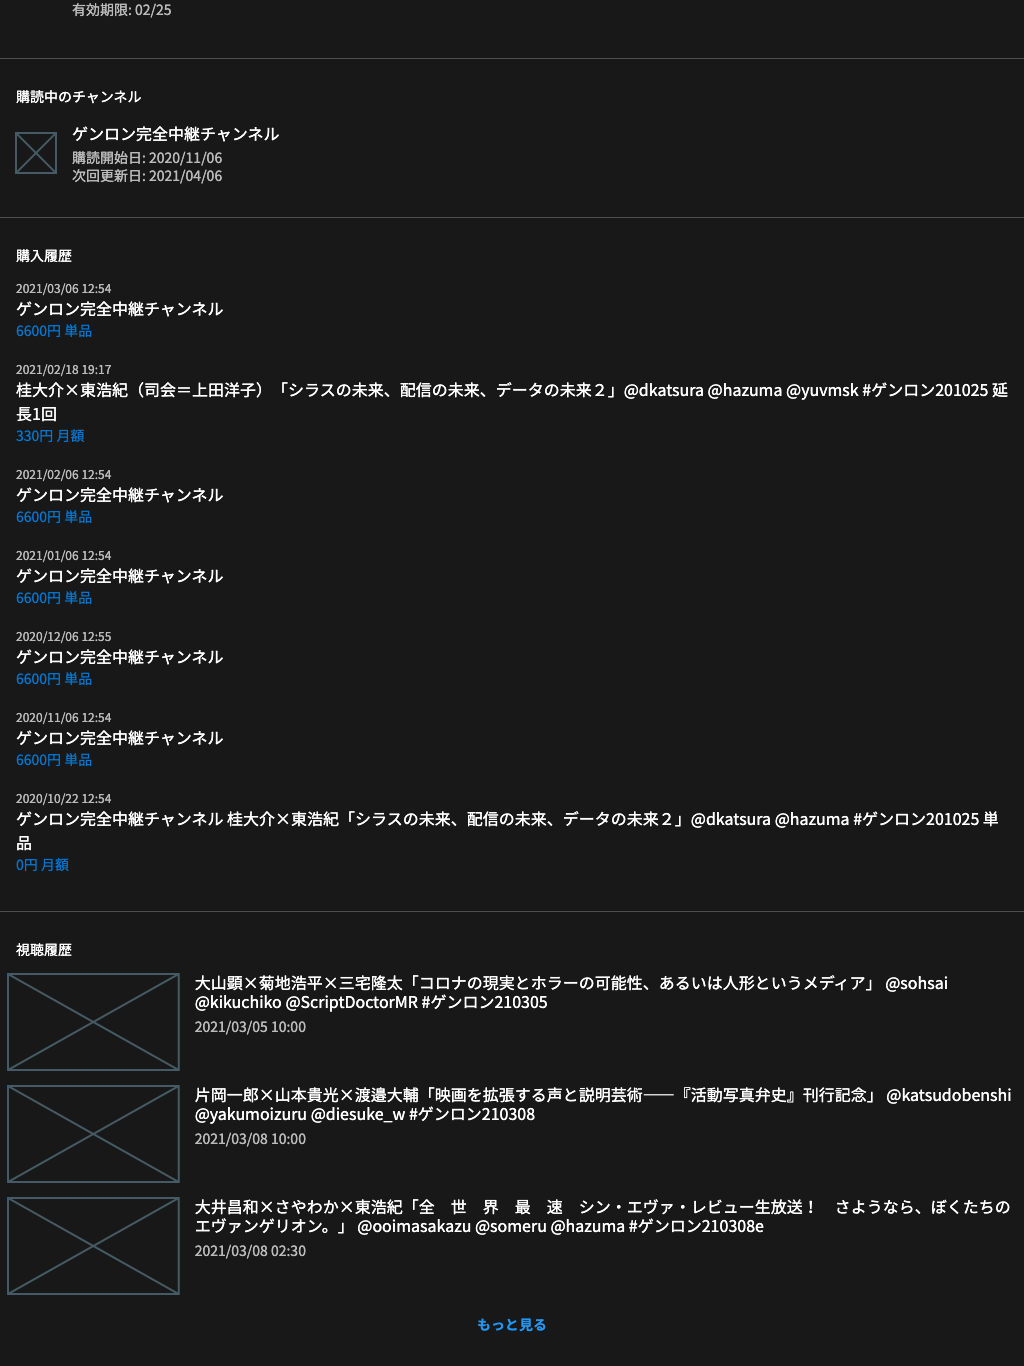 有効期限: 02/25
購読中のチャンネル
ゲンロン完全中継チャンネル
購読開始日: 2020/11/06
次回更新日: 2021/04/06
購入履歴
2021/03/06 12:54
ゲンロン完全中継チャンネル
6600円 単品
2021/02/18 19:17
桂大介×東浩紀（司会＝上田洋子）「シラスの未来、配信の未来、データの未来２」@dkatsura @hazuma @yuvmsk #ゲンロン201025 延
長1回
330円 月額
2021/02/06 12:54
ゲンロン完全中継チャンネル
6600円 単品
2021/01/06 12:54
ゲンロン完全中継チャンネル
6600円 単品
2020/12/06 12:55
ゲンロン完全中継チャンネル
6600円 単品
2020/11/06 12:54
ゲンロン完全中継チャンネル
6600円 単品
2020/10/22 12:54
ゲンロン完全中継チャンネル 桂大介×東浩紀「シラスの未来、配信の未来、データの未来２」@dkatsura @hazuma #ゲンロン201025 単
品
0円 月額
視聴履歴
大山顕×菊地浩平×三宅隆太「コロナの現実とホラーの可能性、あるいは人形というメディア」 @sohsai
@kikuchiko @ScriptDoctorMR #ゲンロン210305
2021/03/05 10:00
片岡一郎×山本貴光×渡邉大輔「映画を拡張する声と説明芸術——『活動写真弁史』刊行記念」 @katsudobenshi
@yakumoizuru @diesuke_w #ゲンロン210308
2021/03/08 10:00
大井昌和×さやわか×東浩紀「全　世　界　最　速　シン・エヴァ・レビュー生放送！　さようなら、ぼくたちの
エヴァンゲリオン。」 @ooimasakazu @someru @hazuma #ゲンロン210308e
2021/03/08 02:30
もっと見る